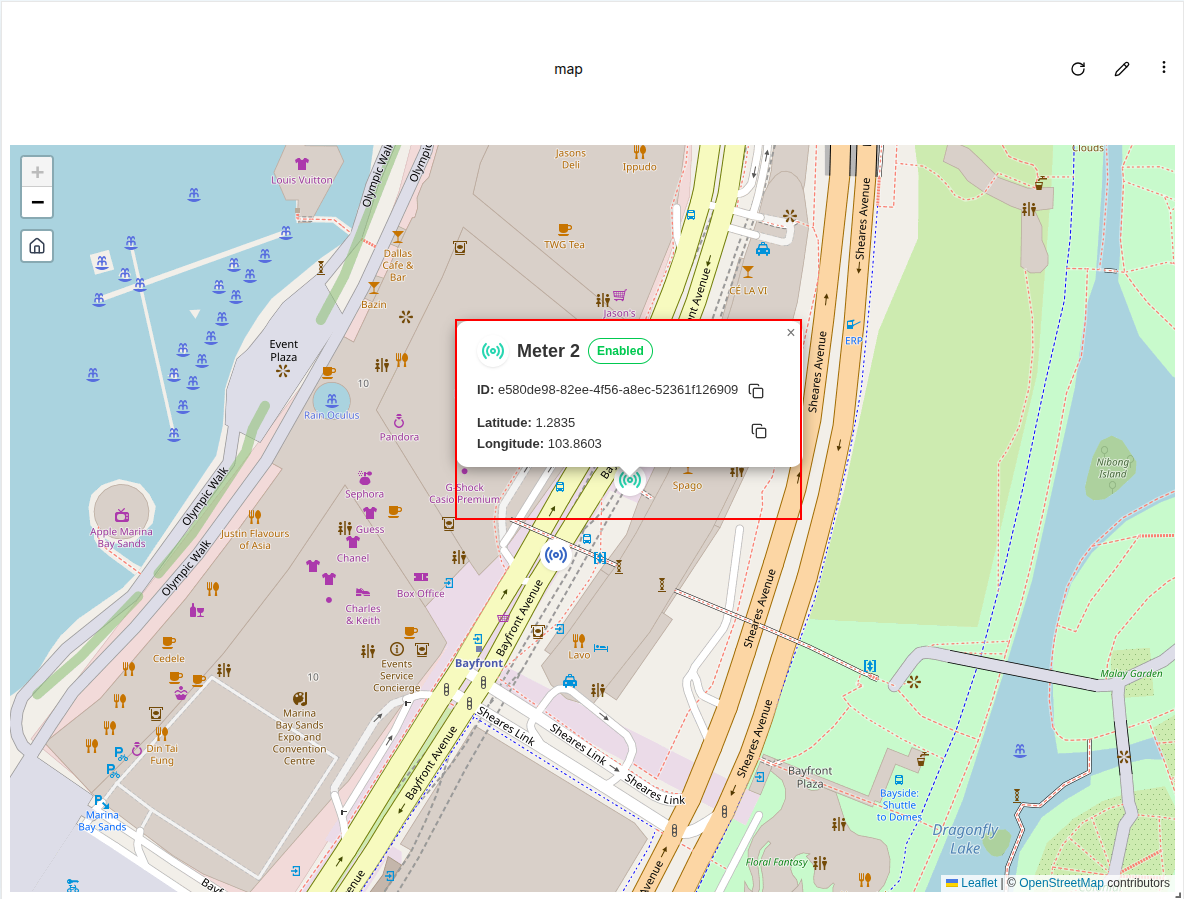 map
+
−
Louis Vuitton
Olympic Walk
Olympic
Jasons
Deli
Ippudo
Clouds
TWG Tea
Dallas
Cafe &
Bar
Bazin
CÉ LA VI
Jason's
Sheares Avenue
ERP
Event
Plaza
10
Rain Oculus
Pandora
×
Meter 2
Enabled
ID: e580de98-82ee-4f56-a8ec-52361f126909
Latitude: 1.2835
Longitude: 103.8603
Sheares Avenue
Nibong
Island
Sephora
G-Shock
Casio Premium
Spago
Olympic Walk
Guess
Apple Marina
Bay Sands
Justin Flavours
of Asia
Chanel
Olympic Walk
Box Office
Charles
& Keith
Bayfront Avenue
Sheares Avenue
Cedele
Lavo
Bayfront
Events
Service
Concierge
10
Malay Garden
Marina
Bay Sands
Expo and
Convention
Centre
Sheares Link
Sheares Link
Sheares Link
Sheares Avenue
Din Tai
Fung
Bayfront Avenue
Bayfront
Plaza
Bayside:
Shuttle
to Domes
Marina
Bay Sands
Dragonfly
Lake
Floral Fantasy
Bayf
enue
Avenue
Leaflet | © OpenStreetMap contributors